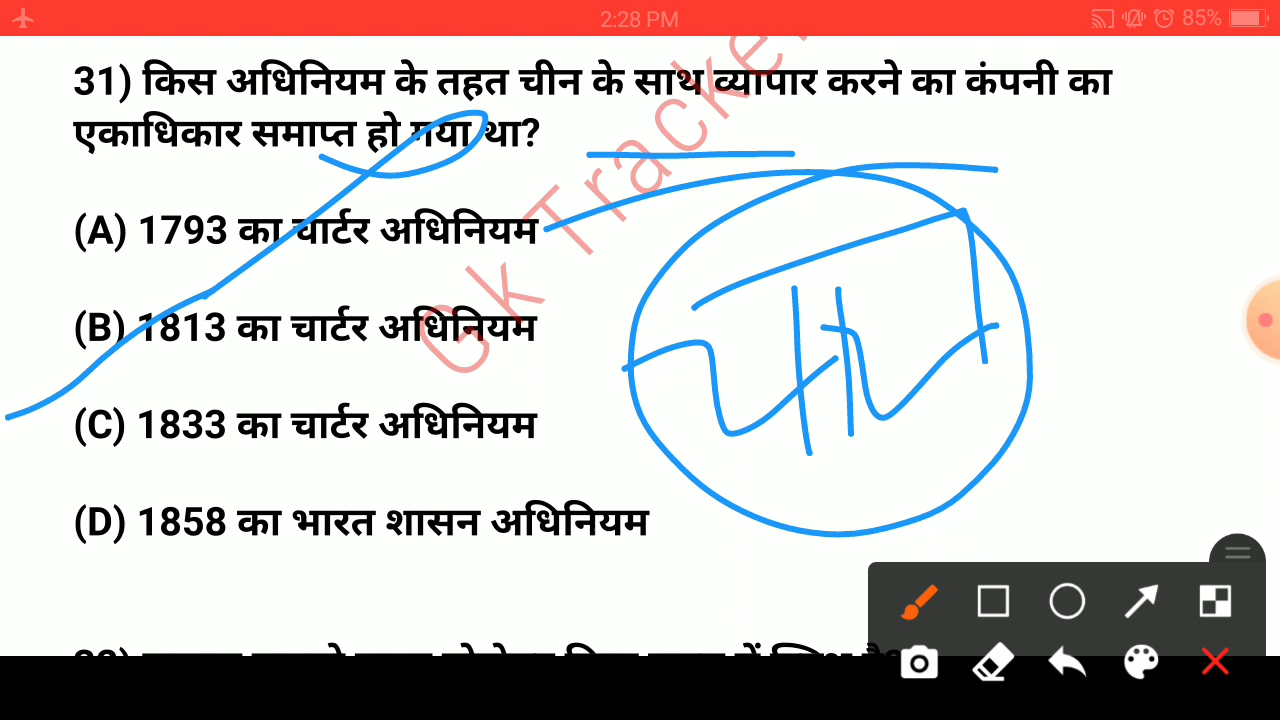 2:28 PM
85%
31) किस अधिनियम के तहत चीन के साथ व्यापार करने का कंपनी का
एकाधिकार समाप्त हो गया था?
(A) 1793 का चार्टर अधिनियम
(B) 1813 का चार्टर अधिनियम
(C) 1833 का चार्टर अधिनियम
(D) 1858 का भारत शासन अधिनियम
Gk Tracker